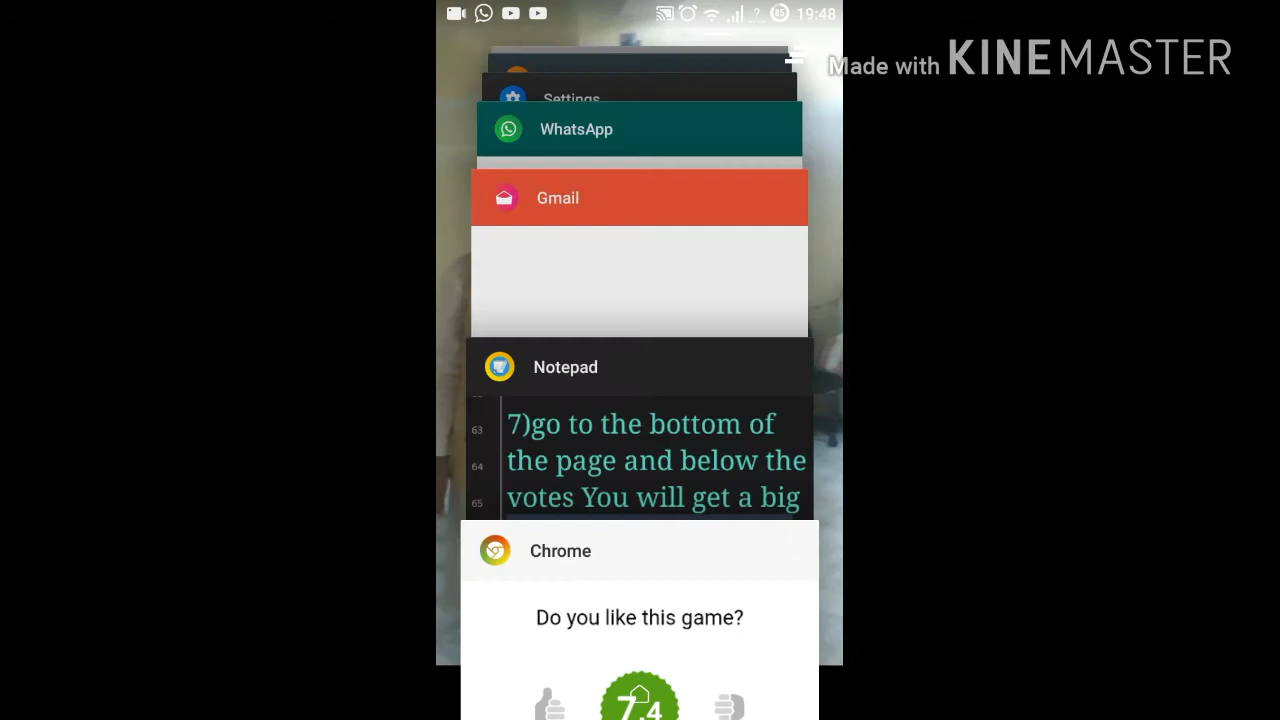 19:48
85
Made with KINEMASTER
Settings
WhatsApp
Gmail
Notepad
63
7)go to the bottom of
64
the page and below the
65
votes You will get a big
Chrome
Do you like this game?
7.4